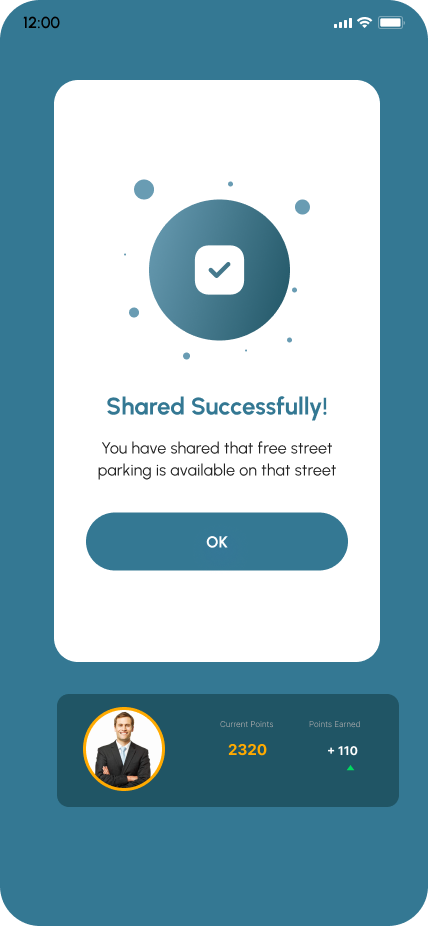 12:00
Shared Successfully!
You have shared that free street
parking is available on that street
OK
Current Points
Points Earned
2320
+ 110